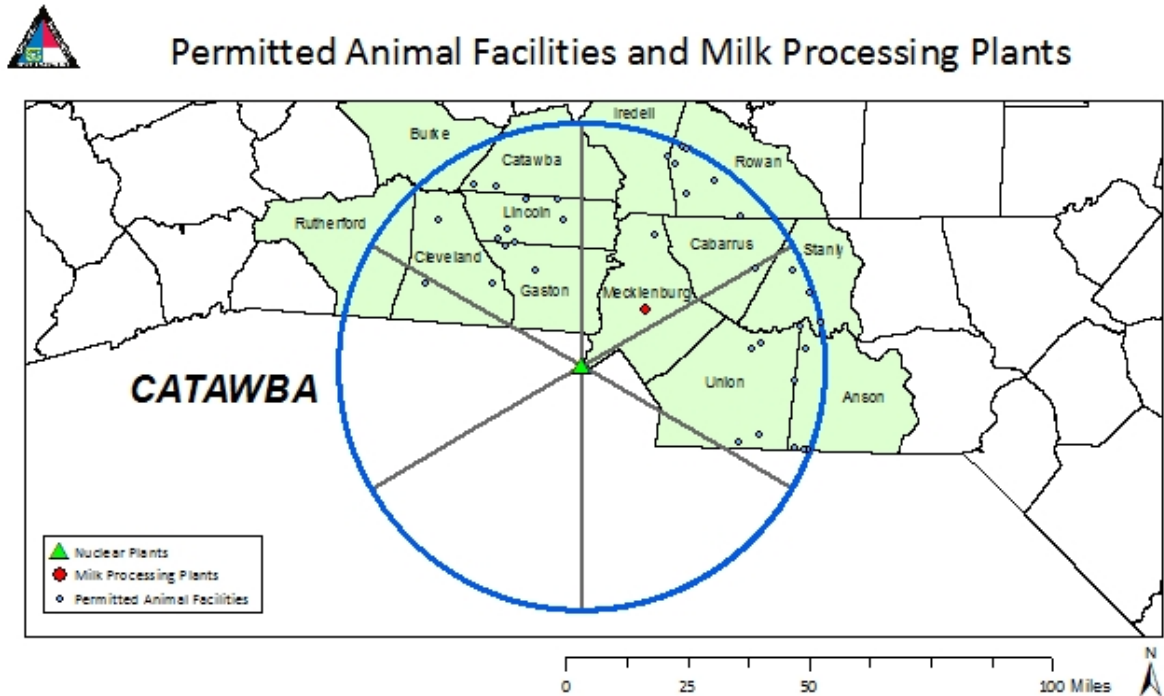 Permitted Animal Facilities and Milk Processing Plants
Iredell
Burke
Catawba
Rowan
Lincoln
Rutherford
Cabarrus
Stanly
Cleveland
Gaston
Mecklenburg
CATAWBA
Union
Anson
Nuclear Plants
Milk Processing Plants
Permitted Animal Facilities
N
0 25 50 100 Miles